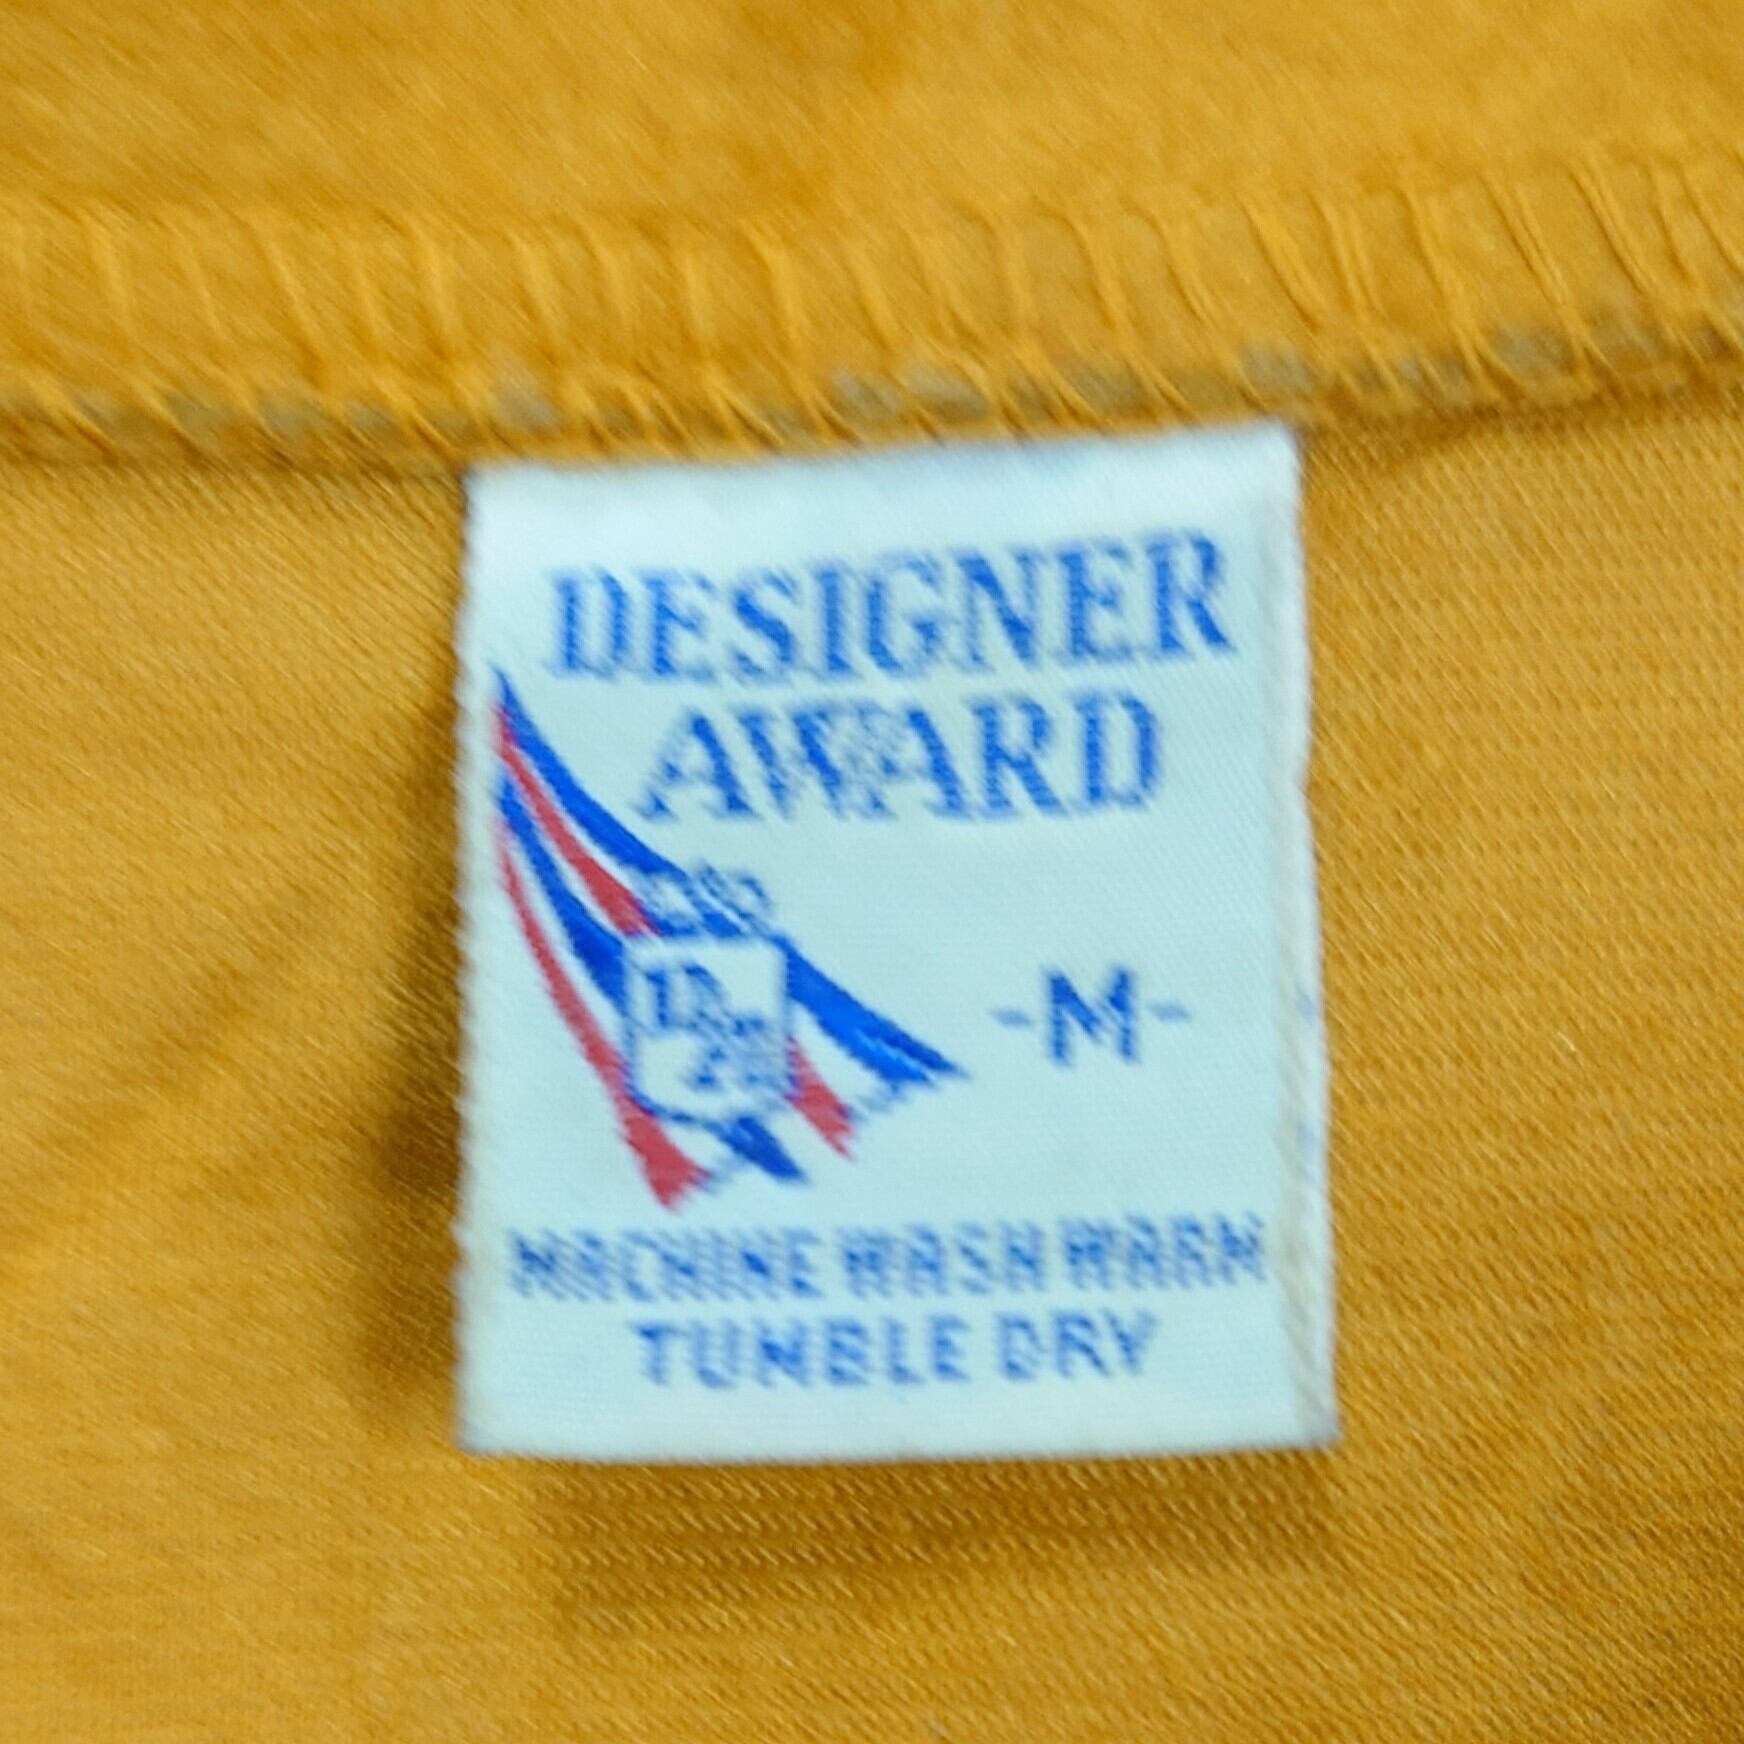 DESIGNER
AWARD
-M-
MACHINE WASH WARM
TUMBLE DRY